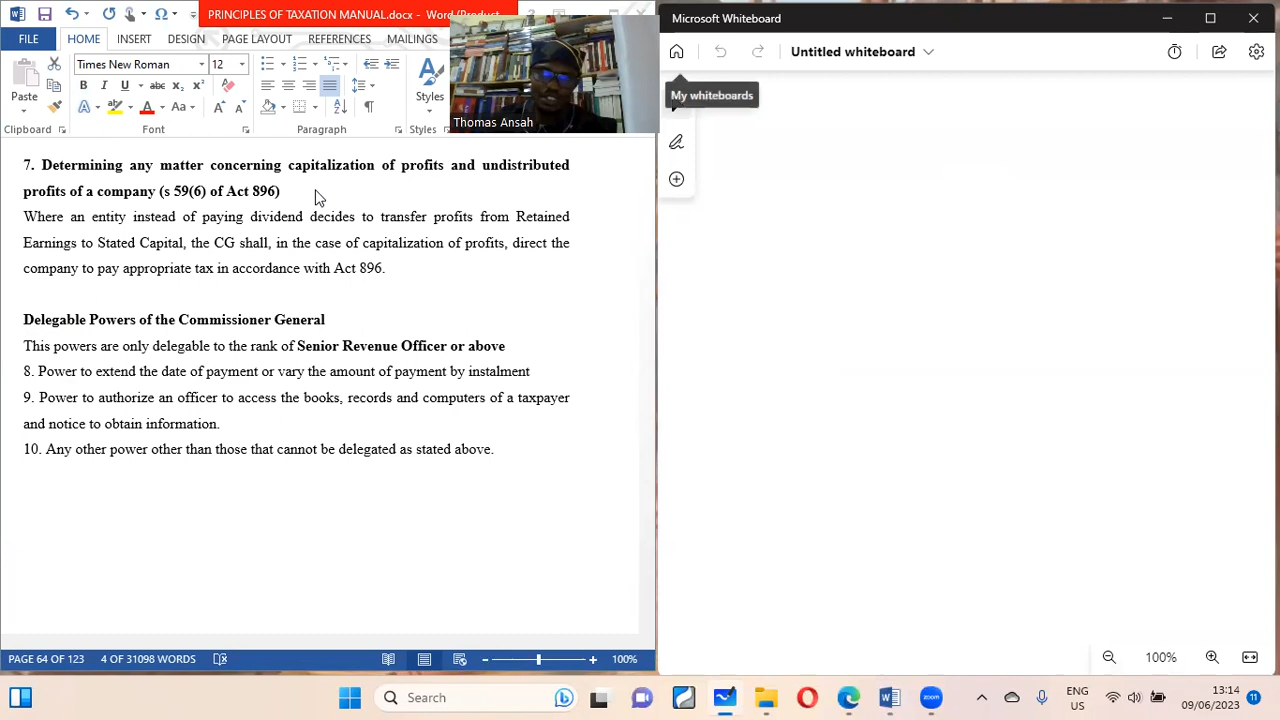 PRINCIPLES OF TAXATION MANUAL.docx - Word (Product
FILE HOME INSERT DESIGN PAGE LAYOUT REFERENCES MAILINGS
Times New Roman 12
Paste
Styles
Clipboard Font Paragraph Styles
Thomas Ansah
7. Determining any matter concerning capitalization of profits and undistributed
profits of a company (s 59(6) of Act 896)
Where an entity instead of paying dividend decides to transfer profits from Retained
Earnings to Stated Capital, the CG shall, in the case of capitalization of profits, direct the
company to pay appropriate tax in accordance with Act 896.
Delegable Powers of the Commissioner General
This powers are only delegable to the rank of Senior Revenue Officer or above
8. Power to extend the date of payment or vary the amount of payment by instalment
9. Power to authorize an officer to access the books, records and computers of a taxpayer
and notice to obtain information.
10. Any other power other than those that cannot be delegated as stated above.
PAGE 64 OF 123 4 OF 31098 WORDS 100%
Microsoft Whiteboard
Untitled whiteboard
My whiteboards
100%
Search
ENG
US
13:14
09/06/2023
11
zoom